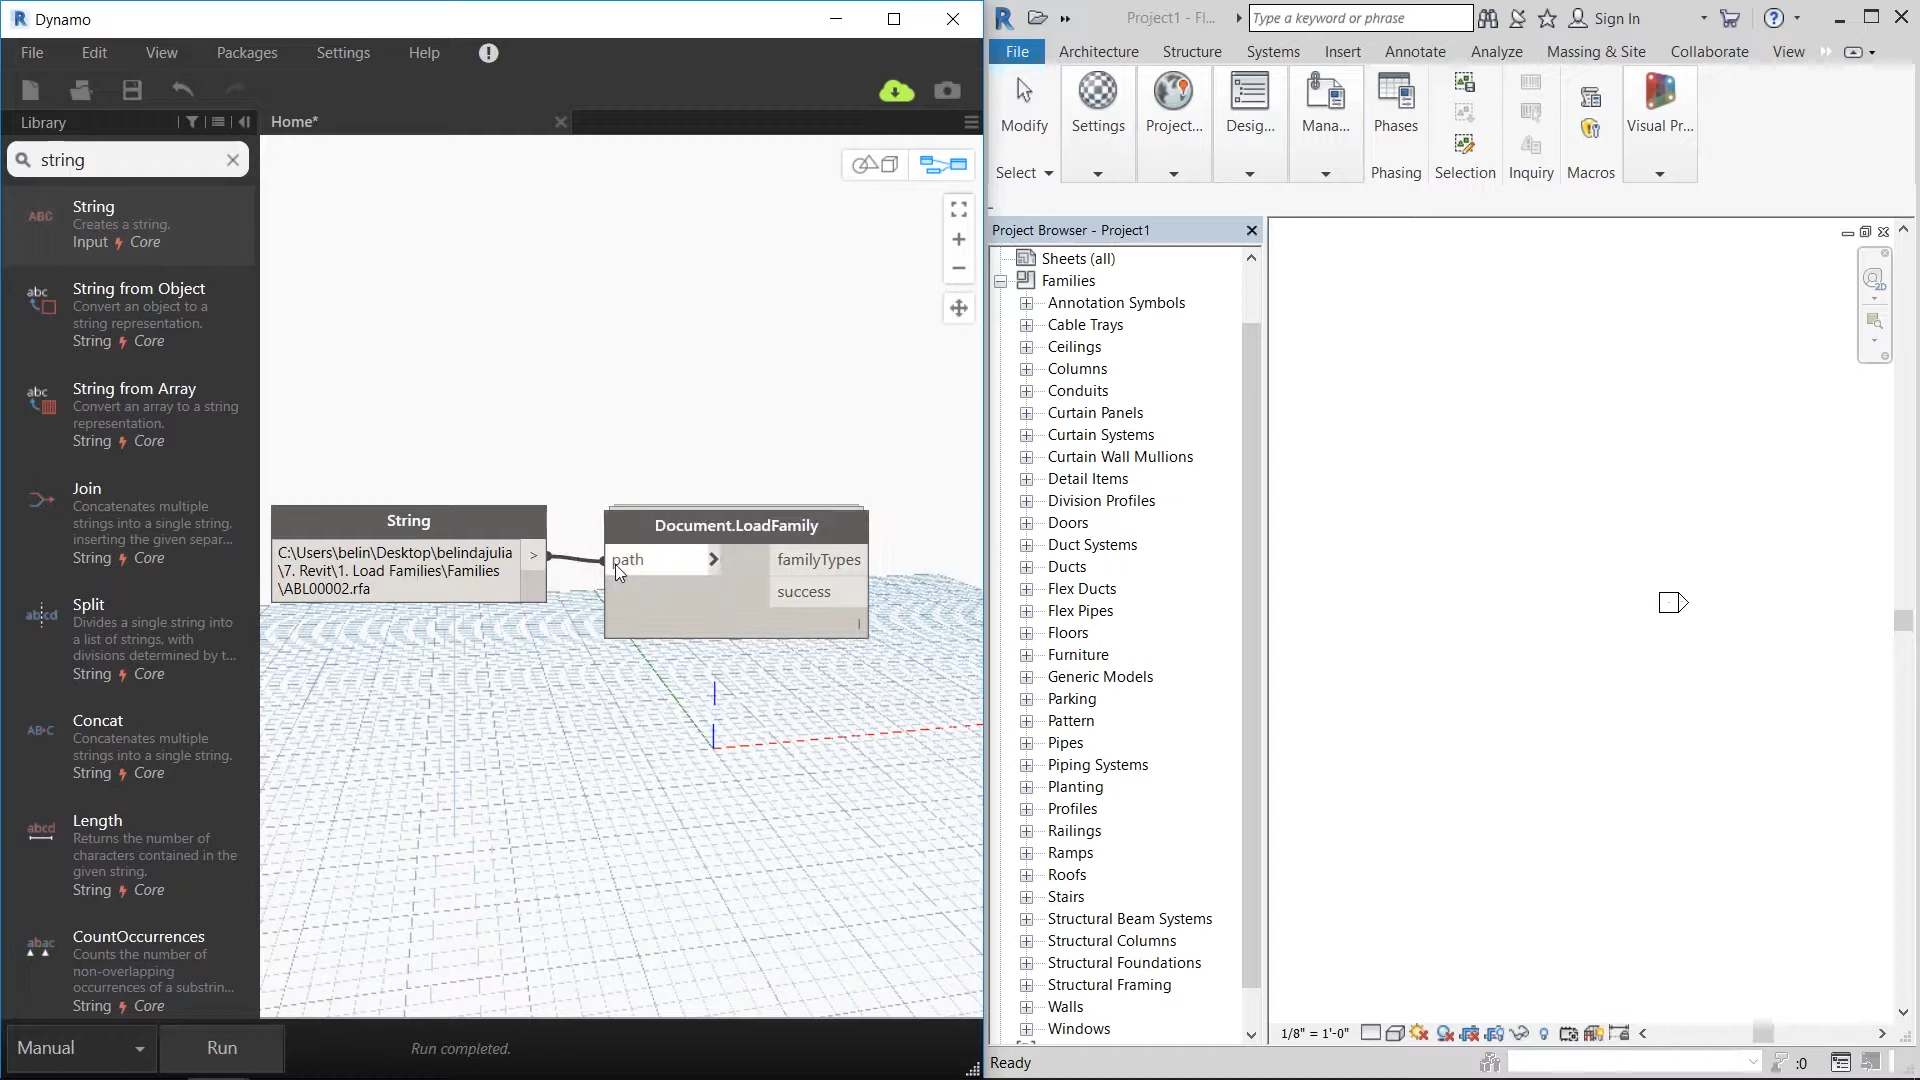 Dynamo
File Edit View Packages Settings Help
Library
Home*
string
String
Creates a string.
Input Core
String from Object
Convert an object to a
string representation.
String Core
String from Array
Convert an array to a string
representation.
String Core
Join
Concatenates multiple
strings into a single string,
inserting the given separ...
String Core
Split
Divides a single string into
a list of strings, with
divisions determined by t...
String Core
Concat
Concatenates multiple
strings into a single string.
String Core
Length
Returns the number of
characters contained in the
given string.
String Core
CountOccurrences
Counts the number of
non-overlapping
occurrences of a substrin...
String Core
String
C:\Users\belin\Desktop\belindajulia
\7. Revit\1. Load Families\Families
\ABL00002.rfa
>
Document.LoadFamily
path
familyTypes
success
Manual
Run
Run completed.
Project1 - Fl...
Type a keyword or phrase
Sign In
File Architecture Structure Systems Insert Annotate Analyze Massing & Site Collaborate View
Modify
Settings
Project...
Desig...
Mana...
Phases
Visual Pr...
Select
Phasing
Selection
Inquiry
Macros
Project Browser - Project1
Sheets (all)
Families
Annotation Symbols
Cable Trays
Ceilings
Columns
Conduits
Curtain Panels
Curtain Systems
Curtain Wall Mullions
Detail Items
Division Profiles
Doors
Duct Systems
Ducts
Flex Ducts
Flex Pipes
Floors
Furniture
Generic Models
Parking
Pattern
Pipes
Piping Systems
Planting
Profiles
Railings
Ramps
Roofs
Stairs
Structural Beam Systems
Structural Columns
Structural Foundations
Structural Framing
Walls
Windows
2D
1/8" = 1'-0"
Ready
:0